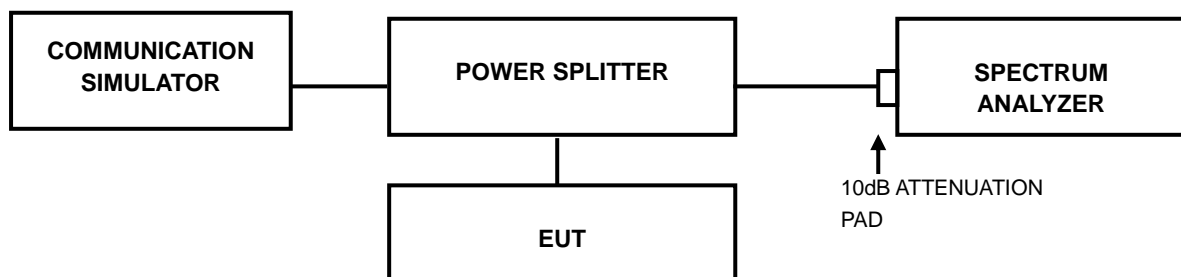 COMMUNICATION
SIMULATOR
POWER SPLITTER
SPECTRUM
ANALYZER
10dB ATTENUATION
PAD
EUT